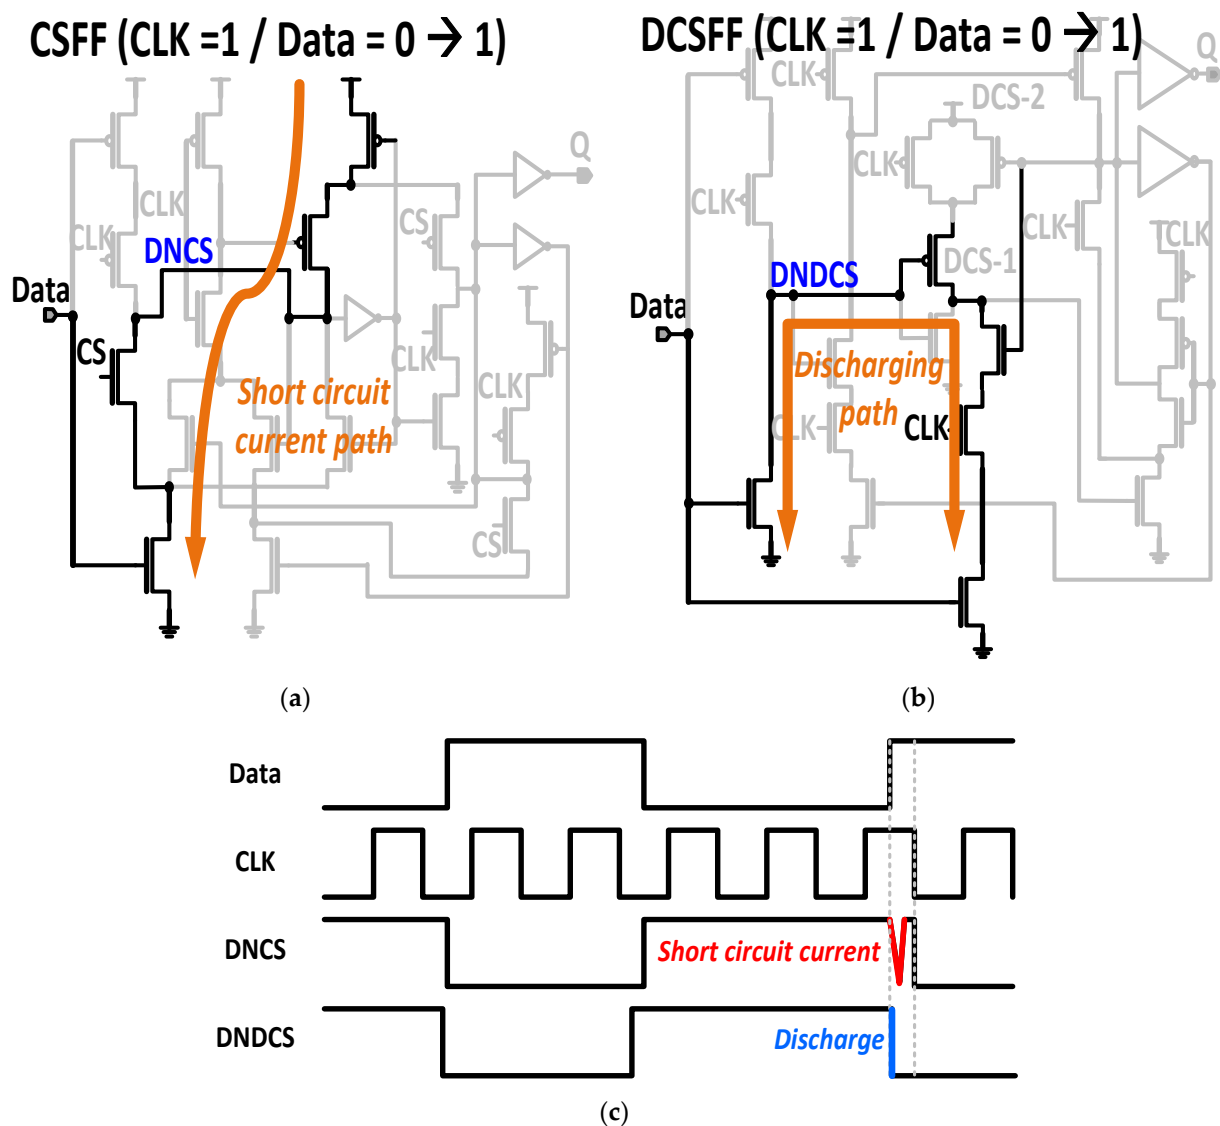 CSFF (CLK =1 / Data = 0 → 1)
DCSFF (CLK =1 / Data = 0 → 1)
Q
CLK
DCS-2
Q
CLK
CLK
CLK
CS
CLK
CLK
CLK
DNCS
DCS-1
DNDCS
Data
Data
CS
CLK
CLK
Short circuit
current path
Discharging
path
CLK
CLK
CS
(a)
(b)
Data
CLK
DNCS
Short circuit current
DNDCS
Discharge
(c)